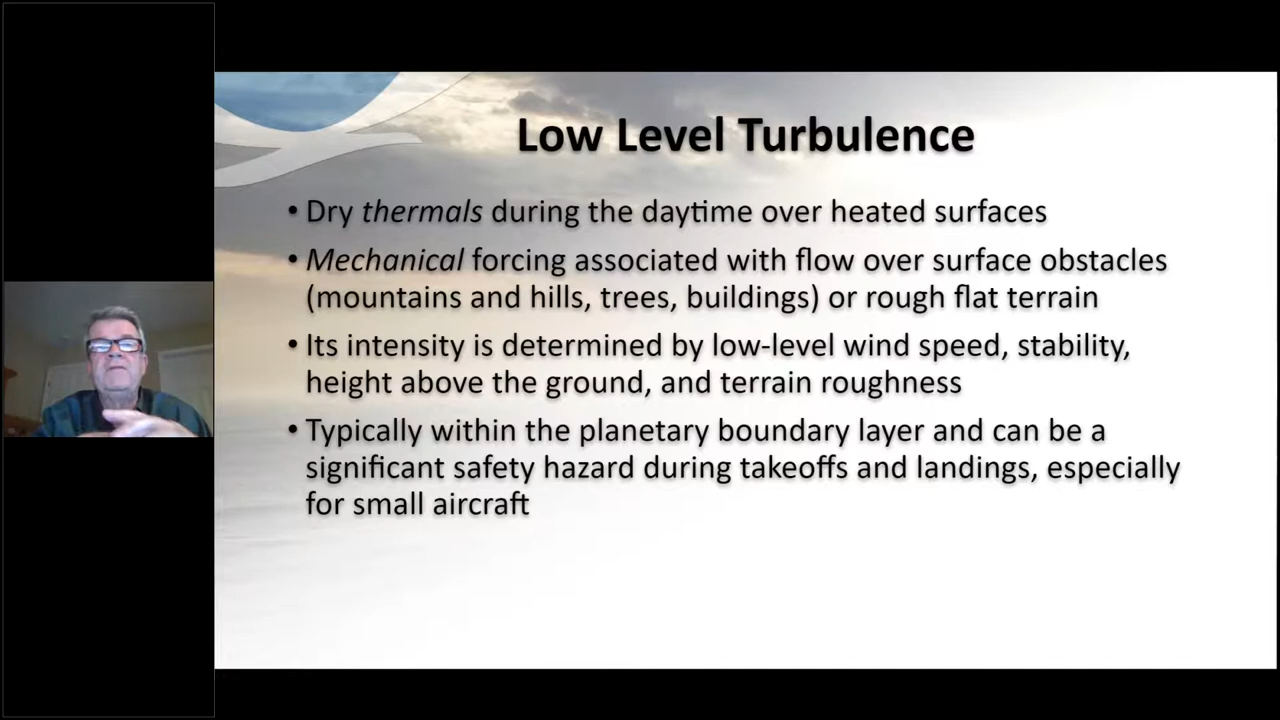 Low Level Turbulence
• Dry thermals during the daytime over heated surfaces
• Mechanical forcing associated with flow over surface obstacles
(mountains and hills, trees, buildings) or rough flat terrain
• Its intensity is determined by low-level wind speed, stability,
height above the ground, and terrain roughness
• Typically within the planetary boundary layer and can be a
significant safety hazard during takeoffs and landings, especially
for small aircraft